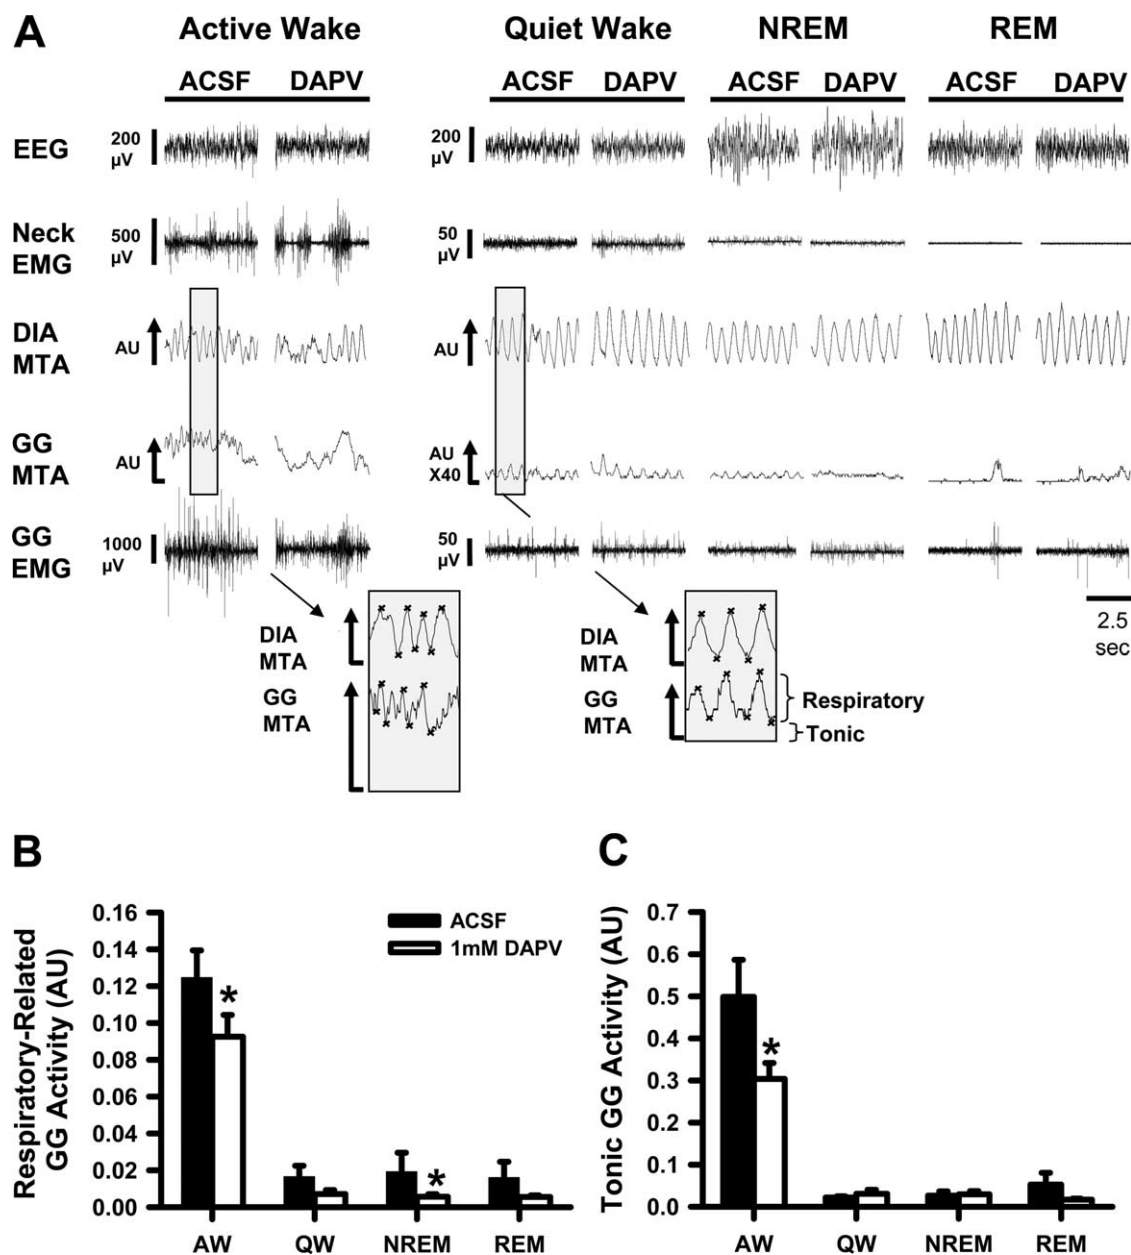 A
Active Wake Quiet Wake NREM REM
ACSF DAPV ACSF DAPV ACSF DAPV ACSF DAPV
EEG 200 µV 200 µV
Neck EMG 500 µV 50 µV
DIA MTA AU AU
GG MTA AU AU X40
GG EMG 1000 µV 50 µV
2.5 sec
DIA MTA
GG MTA
DIA MTA
GG MTA
Respiratory
Tonic
B
Respiratory-Related
GG Activity (AU)
0.16
0.14
0.12
0.10
0.08
0.06
0.04
0.02
0.00
ACSF
1mM DAPV
*
*
AW QW NREM REM
C
Tonic GG Activity (AU)
0.7
0.6
0.5
0.4
0.3
0.2
0.1
0.0
*
AW QW NREM REM